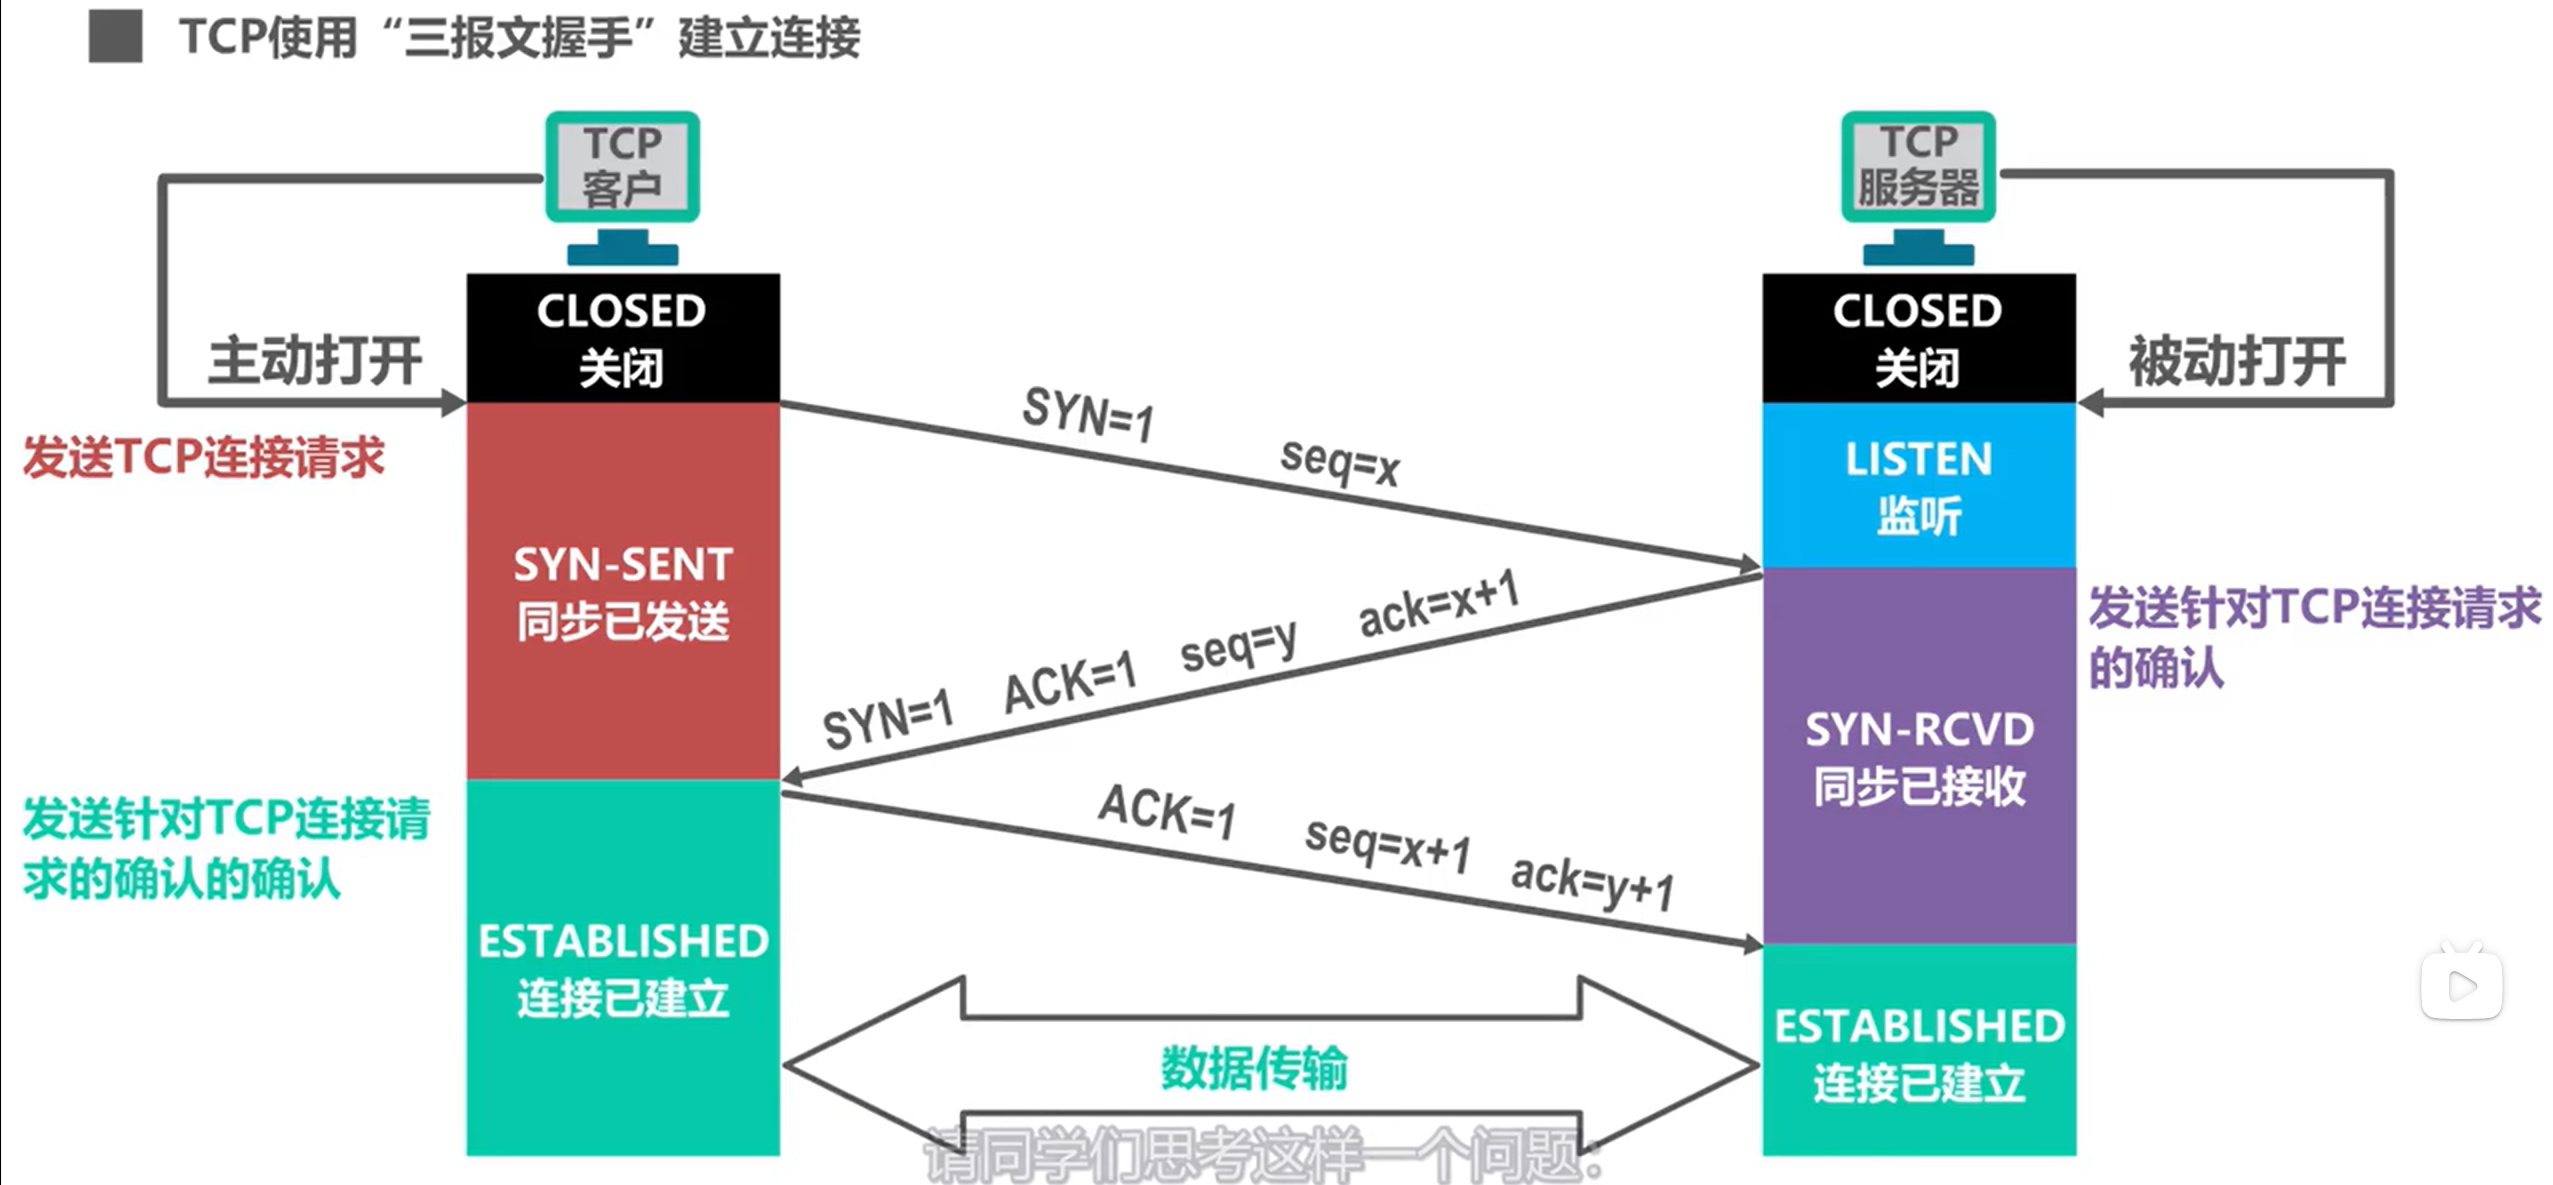 TCP使用“三报文握手”建立连接
TCP
客户
TCP
服务器
CLOSED
关闭
CLOSED
关闭
主动打开
被动打开
发送TCP连接请求
SYN=1 seq=x
LISTEN
监听
SYN-SENT
同步已发送
SYN=1 ACK=1 seq=y ack=x+1
发送针对TCP连接请求
的确认
SYN-RCVD
同步已接收
发送针对TCP连接请
求的确认的确认
ACK=1 seq=x+1 ack=y+1
ESTABLISHED
连接已建立
ESTABLISHED
连接已建立
数据传输
请同学们思考这样一个问题：